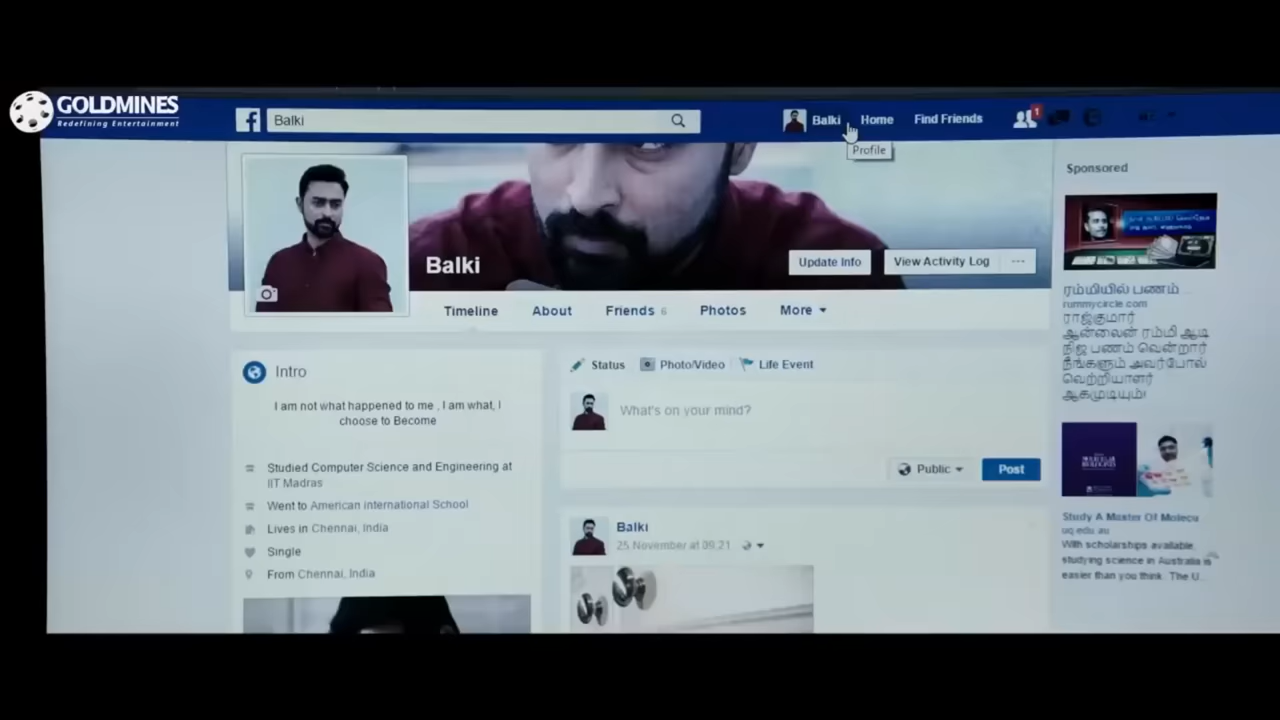 GOLDMINES
Redefining Entertainment
Balki
Balki
Home
Find Friends
1
Profile
Sponsored
Balki
Update Info
View Activity Log
Timeline
About
Friends 6
Photos
More
ரம்மியில் பணம் ...
rummycircle.com
ராஜ்குமார்
ஆன்லைன் ரம்மி ஆடி
நிஜ பணம் வென்றார்
நீங்களும் அவர்போல்
வெற்றியாளர்
ஆகமுடியும்!
Intro
I am not what happened to me , I am what, I
choose to Become
Studied Computer Science and Engineering at
IIT Madras
Went to American international School
Lives in Chennai, India
Single
From Chennai, India
Status
Photo/Video
Life Event
What's on your mind?
Public
Post
Balki
25 November at 09:21
Study A Master Of Molecu
uq.edu.au
With scholarships available,
studying science in Australia is
easier than you think. The U...